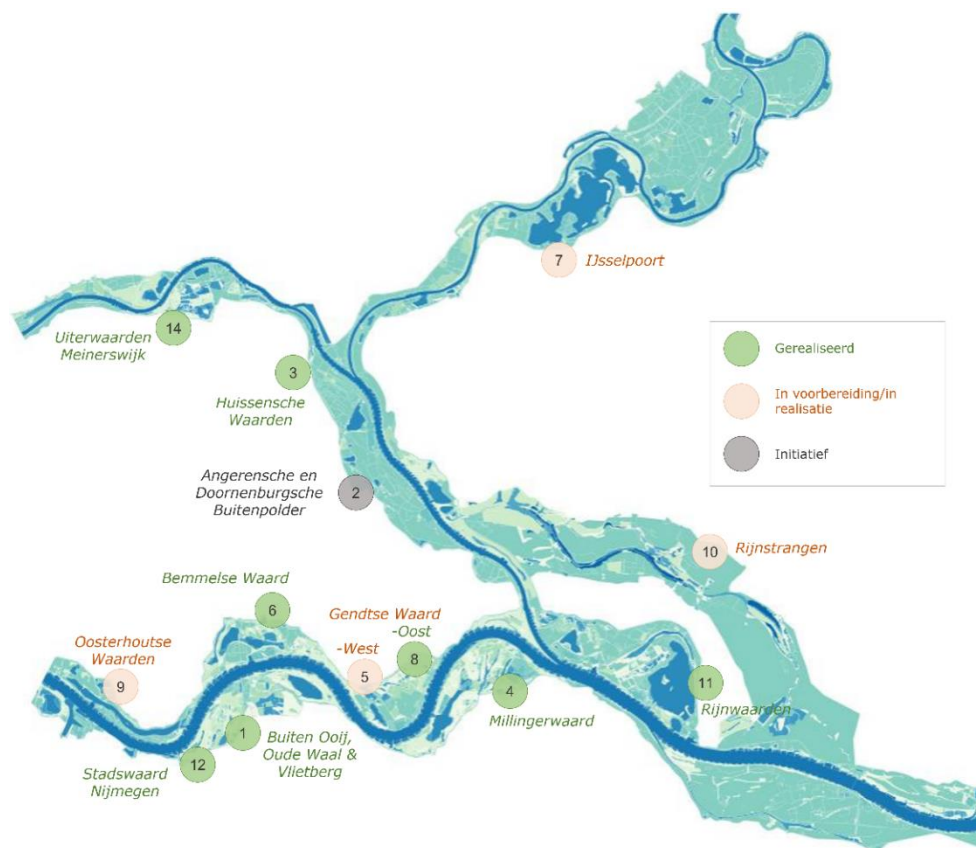 7
IJsselpoort
14
Uiterwaarden
Meinerswijk
3
Huissensche
Waarden
Gerealiseerd
In voorbereiding/in
realisatie
Initiatief
Angerensche en
Doornenburgsche
Buitenpolder
2
10
Rijnstrangen
Bemmelse Waard
6
Gendtse Waard
-Oost
-West
8
5
Oosterhoutse
Waarden
9
4
Millingerwaard
11
Rijnwaarden
1
Buiten Ooij,
Oude Waal &
Vlietberg
12
Stadswaard
Nijmegen